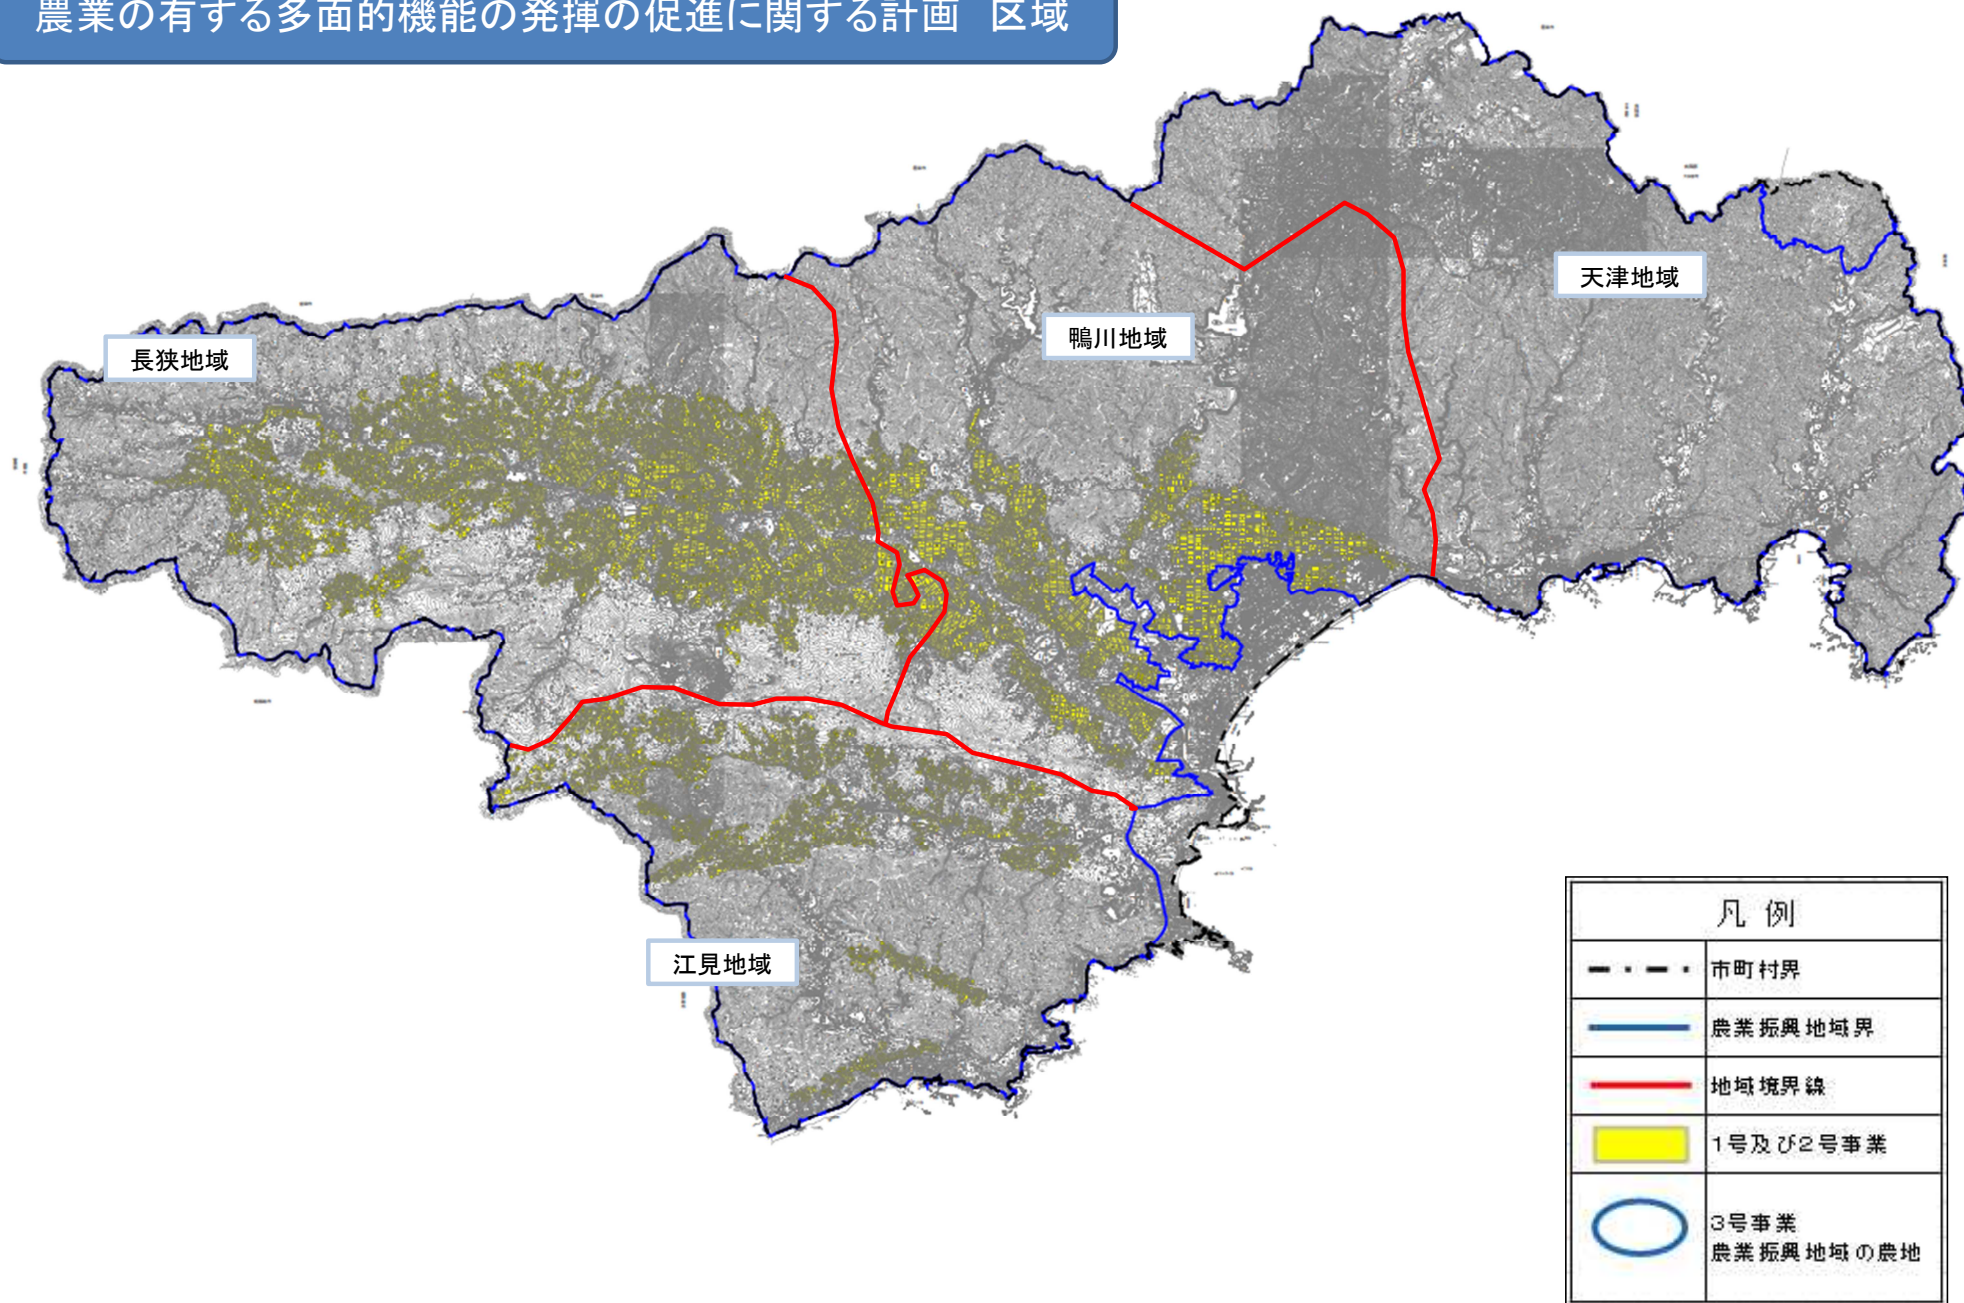 農業の有する多面的機能の発揮の促進に関する計画　区域
天津地域
鴨川地域
長狭地域
江見地域
凡 例
市町村界
農業振興地域界
地域境界線
1号及び2号事業
3号事業
農業振興地域の農地